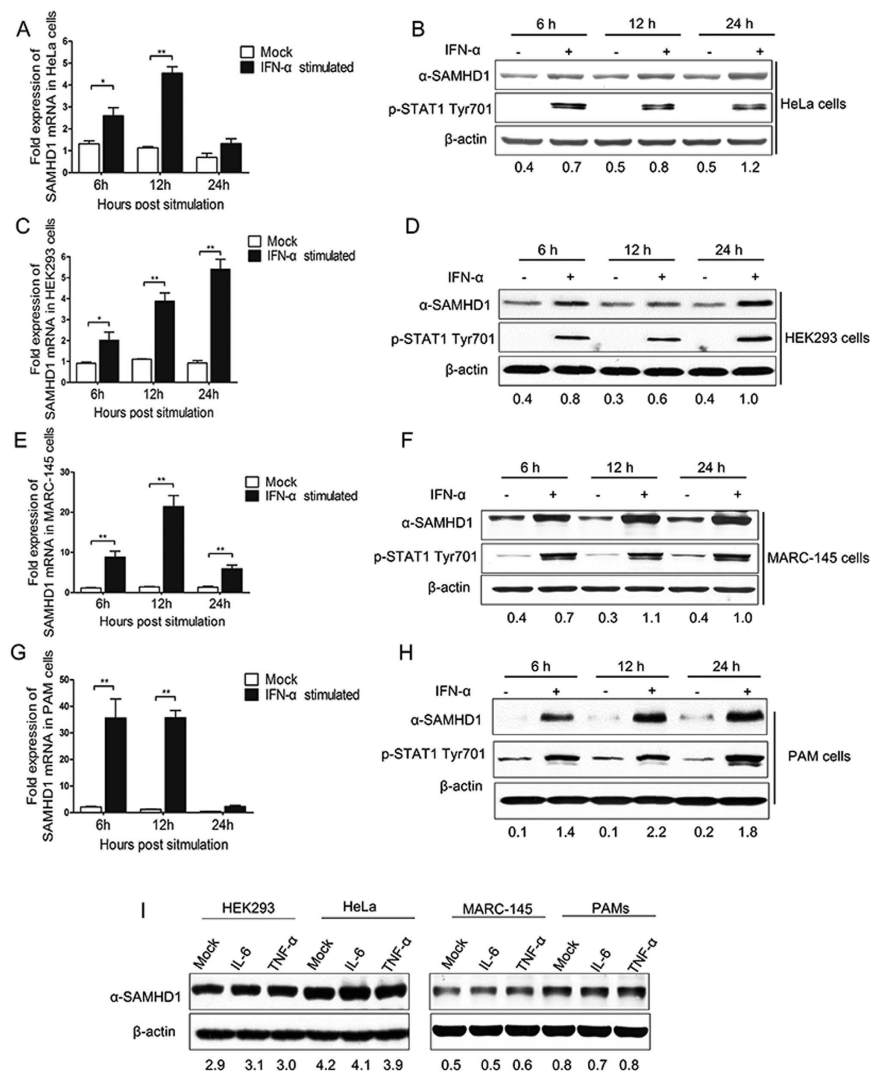 A
Fold expression of
SAMHD1 mRNA in HeLa cells
6
5
4
3
2
1
0
*
**
Mock
IFN-α stimulated
6h 12h 24h
Hours post sitmulation
B
6 h 12 h 24 h
IFN-α - + - + - +
α-SAMHD1
p-STAT1 Tyr701
β-actin
HeLa cells
0.4 0.7 0.5 0.8 0.5 1.2
C
Fold expression of
SAMHD1 mRNA in HEK293 cells
6
5
4
3
2
1
0
*
**
**
Mock
IFN-α stimulated
6h 12h 24h
Hours post sitmulation
D
6 h 12 h 24 h
IFN-α - + - + - +
α-SAMHD1
p-STAT1 Tyr701
β-actin
HEK293 cells
0.4 0.8 0.3 0.6 0.4 1.0
E
Fold expression of
SAMHD1 mRNA in MARC-145 cells
30
20
10
0
**
**
**
Mock
IFN-α stimulated
6h 12h 24h
Hours post sitmulation
F
6 h 12 h 24 h
IFN-α - + - + - +
α-SAMHD1
p-STAT1 Tyr701
β-actin
MARC-145 cells
0.4 0.7 0.3 1.1 0.4 1.0
G
Fold expression of
SAMHD1 mRNA in PAM cells
50
40
30
20
10
0
**
**
Mock
IFN-α stimulated
6h 12h 24h
Hours post sitmulation
H
6 h 12 h 24 h
IFN-α - + - + - +
α-SAMHD1
p-STAT1 Tyr701
β-actin
PAM cells
0.1 1.4 0.1 2.2 0.2 1.8
I
HEK293 HeLa MARC-145 PAMs
Mock IL-6 TNF-α Mock IL-6 TNF-α Mock IL-6 TNF-α Mock IL-6 TNF-α
α-SAMHD1
β-actin
2.9 3.1 3.0 4.2 4.1 3.9 0.5 0.5 0.6 0.8 0.7 0.8